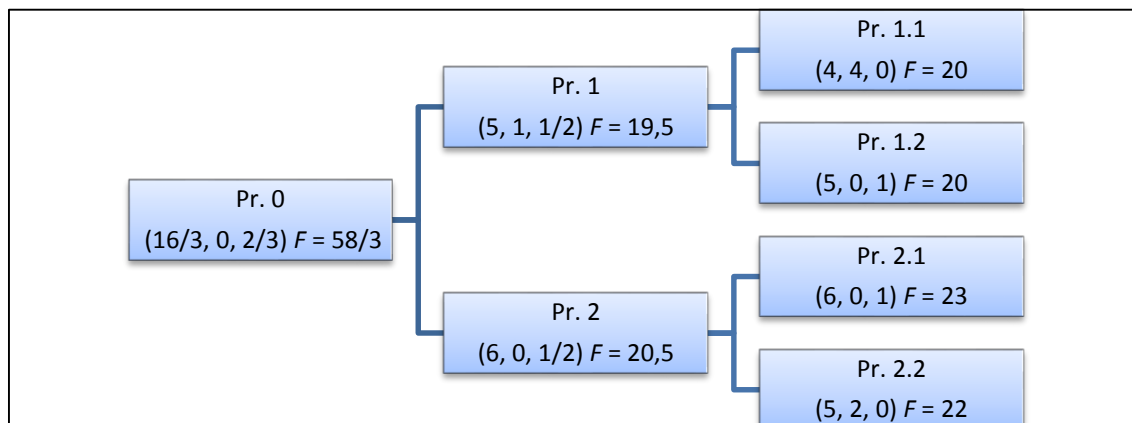 Pr. 0
(16/3, 0, 2/3) F = 58/3
Pr. 1
(5, 1, 1/2) F = 19,5
Pr. 2
(6, 0, 1/2) F = 20,5
Pr. 1.1
(4, 4, 0) F = 20
Pr. 1.2
(5, 0, 1) F = 20
Pr. 2.1
(6, 0, 1) F = 23
Pr. 2.2
(5, 2, 0) F = 22